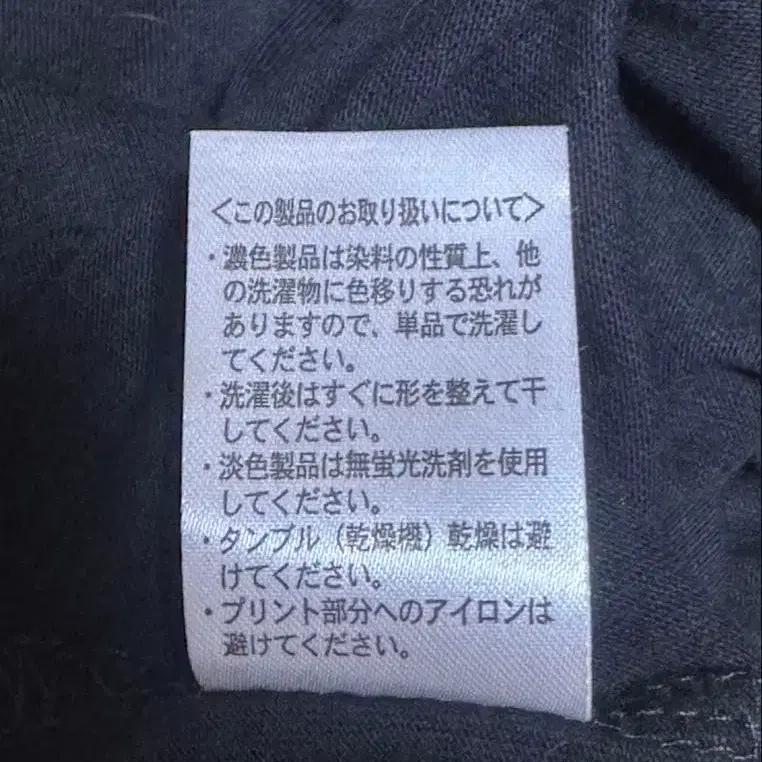 ＜この製品のお取り扱いについて＞
・濃色製品は染料の性質上、他
の洗濯物に色移りする恐れが
ありますので、単品で洗濯し
てください。
・洗濯後はすぐに形を整えて干
してください。
・淡色製品は無蛍光洗剤を使用
してください。
・タンブル（乾燥機）乾燥は避
けてください。
・プリント部分へのアイロンは
避けてください。